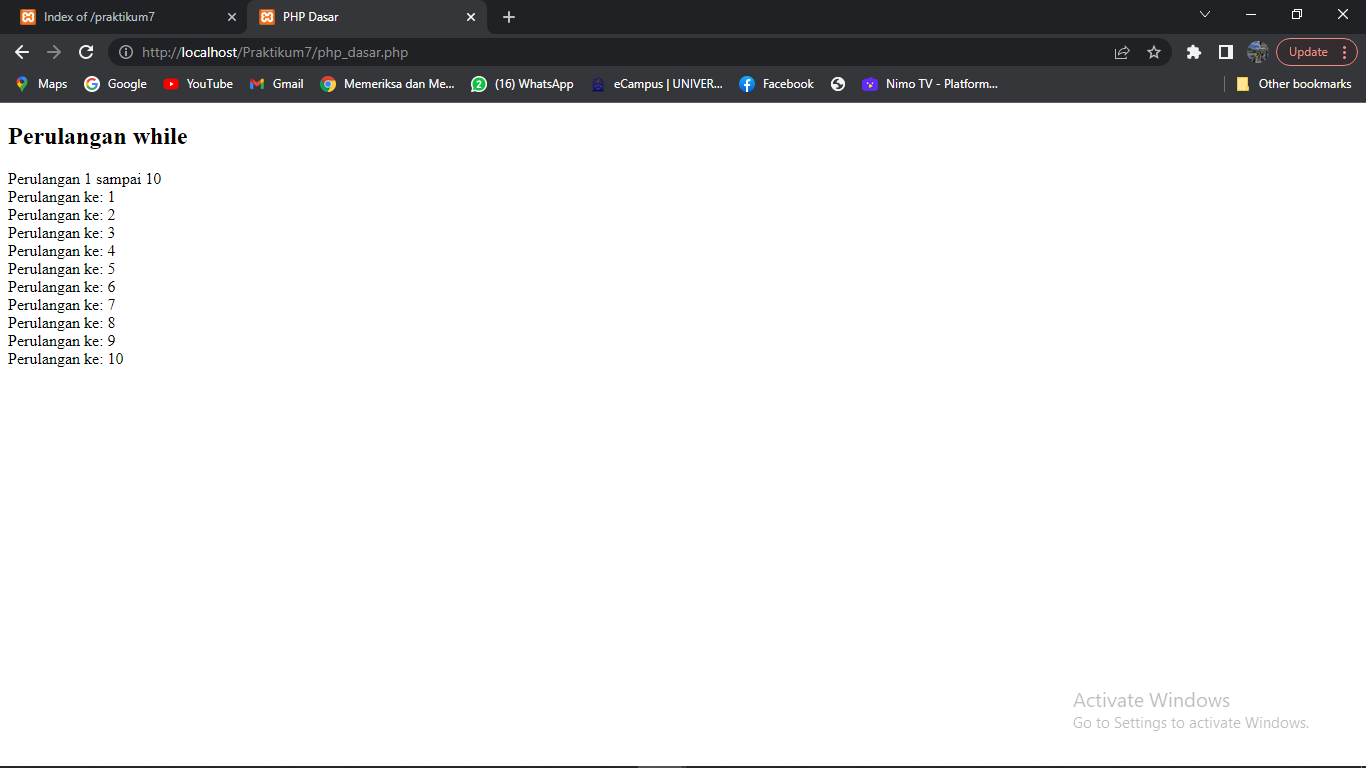 Index of /praktikum7
PHP Dasar
http://localhost/Praktikum7/php_dasar.php
Update
Maps
Google
YouTube
Gmail
Memeriksa dan Me...
(16) WhatsApp
eCampus | UNIVER...
Facebook
Nimo TV - Platform...
Other bookmarks
Perulangan while
Perulangan 1 sampai 10
Perulangan ke: 1
Perulangan ke: 2
Perulangan ke: 3
Perulangan ke: 4
Perulangan ke: 5
Perulangan ke: 6
Perulangan ke: 7
Perulangan ke: 8
Perulangan ke: 9
Perulangan ke: 10
Activate Windows
Go to Settings to activate Windows.